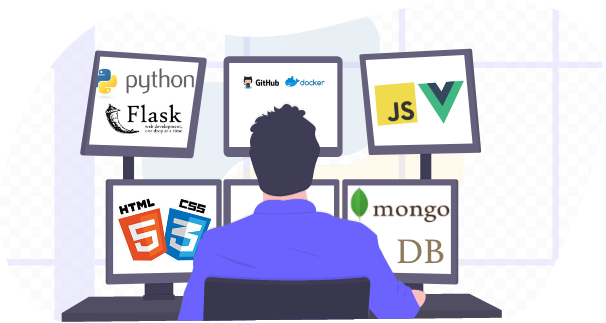 python
Flask
web development,
one drop at a time
GitHub
docker
JS
HTML
5
CSS
3
mongo
DB